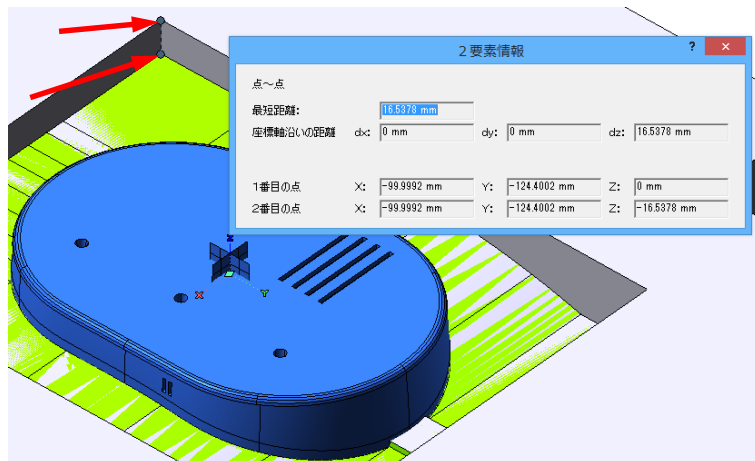 2要素情報
? ×
点～点
最短距離: 16.5378 mm
座標軸沿いの距離 dx: 0 mm dy: 0 mm dz: 16.5378 mm
1番目の点 X: -99.9992 mm Y: -124.4002 mm Z: 0 mm
2番目の点 X: -99.9992 mm Y: -124.4002 mm Z: -16.5378 mm
Z
X
Y